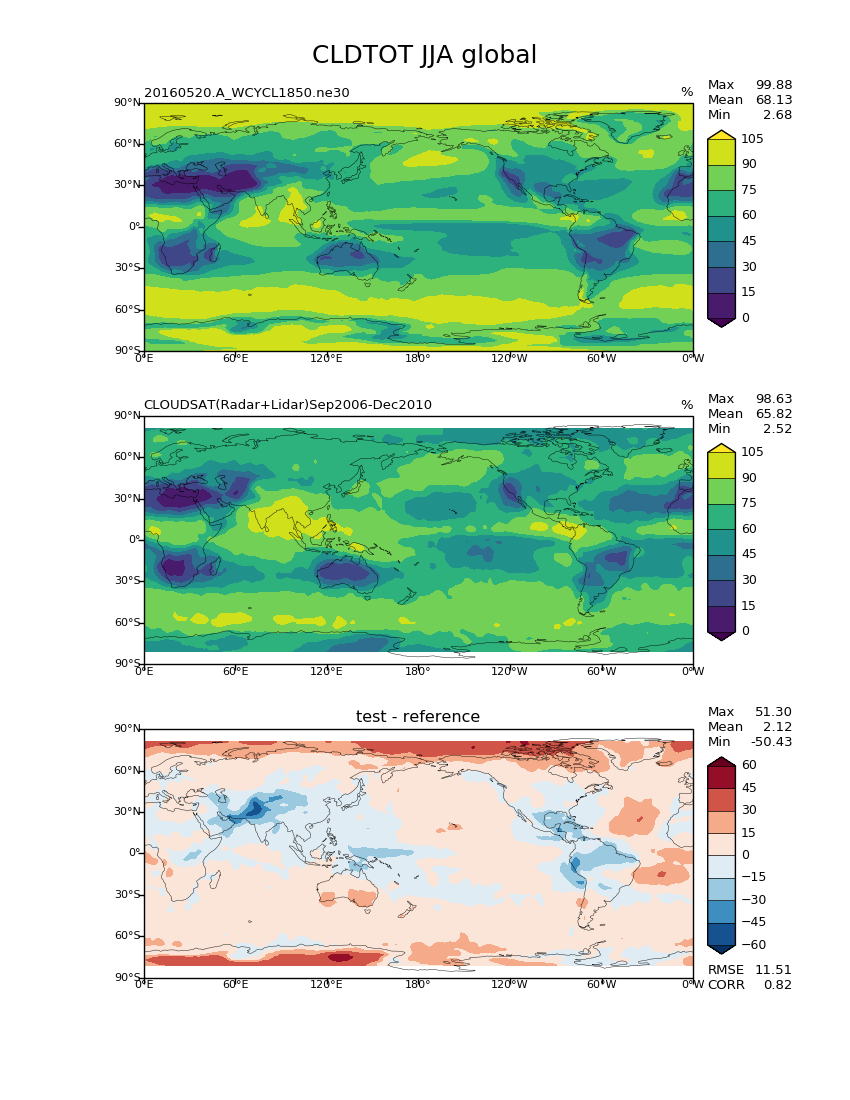 CLDTOT JJA global
20160520.A_WCYCL1850.ne30 %
Max 99.88
Mean 68.13
Min 2.68
90°N
60°N
30°N
0°
30°S
60°S
90°S
0°E 60°E 120°E 180° 120°W 60°W 0°W
105
90
75
60
45
30
15
0
CLOUDSAT(Radar+Lidar)Sep2006-Dec2010 %
Max 98.63
Mean 65.82
Min 2.52
90°N
60°N
30°N
0°
30°S
60°S
90°S
0°E 60°E 120°E 180° 120°W 60°W 0°W
105
90
75
60
45
30
15
0
test - reference
Max 51.30
Mean 2.12
Min -50.43
90°N
60°N
30°N
0°
30°S
60°S
90°S
0°E 60°E 120°E 180° 120°W 60°W 0°W
60
45
30
15
0
−15
−30
−45
−60
RMSE 11.51
CORR 0.82